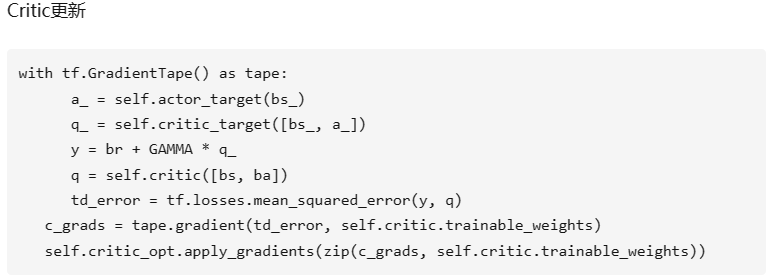 Critic更新
with tf.GradientTape() as tape:
      a_ = self.actor_target(bs_)
      q_ = self.critic_target([bs_, a_])
      y = br + GAMMA * q_
      q = self.critic([bs, ba])
      td_error = tf.losses.mean_squared_error(y, q)
   c_grads = tape.gradient(td_error, self.critic.trainable_weights)
   self.critic_opt.apply_gradients(zip(c_grads, self.critic.trainable_weights))